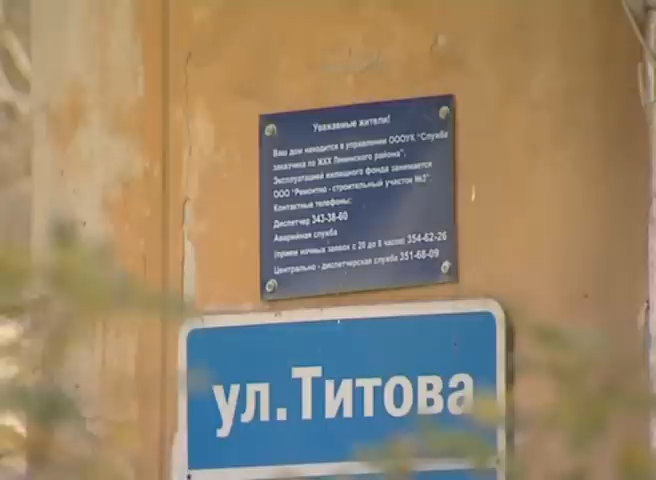 Уважаемые жители!
Ваш дом находится в управлении ОООУК "Служба
заказчика по ЖКХ Ленинского района".
Эксплуатацией жилищного фонда занимается
ООО "Ремонтно - строительный участок №3".
Контактные телефоны:
Диспетчер 343-38-60
Аварийная служба
(прием ночных заявок с 20 до 8 часов) 354-62-26
Центрально - диспетчерская служба 351-68-09
ул.Титова